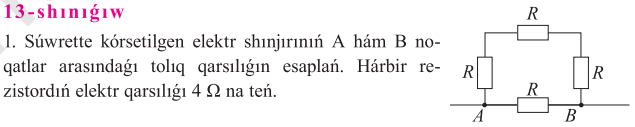 13-shınıǵıw
1. Súwrette kórsetilgen elektr shınjırınıń A hám B no-
qatlar arasındaǵı tolıq qarsılıǵın esaplań. Hárbir re-
zistordıń elektr qarsılıǵı 4 Ω na teń.
R
R
R
R
A
B